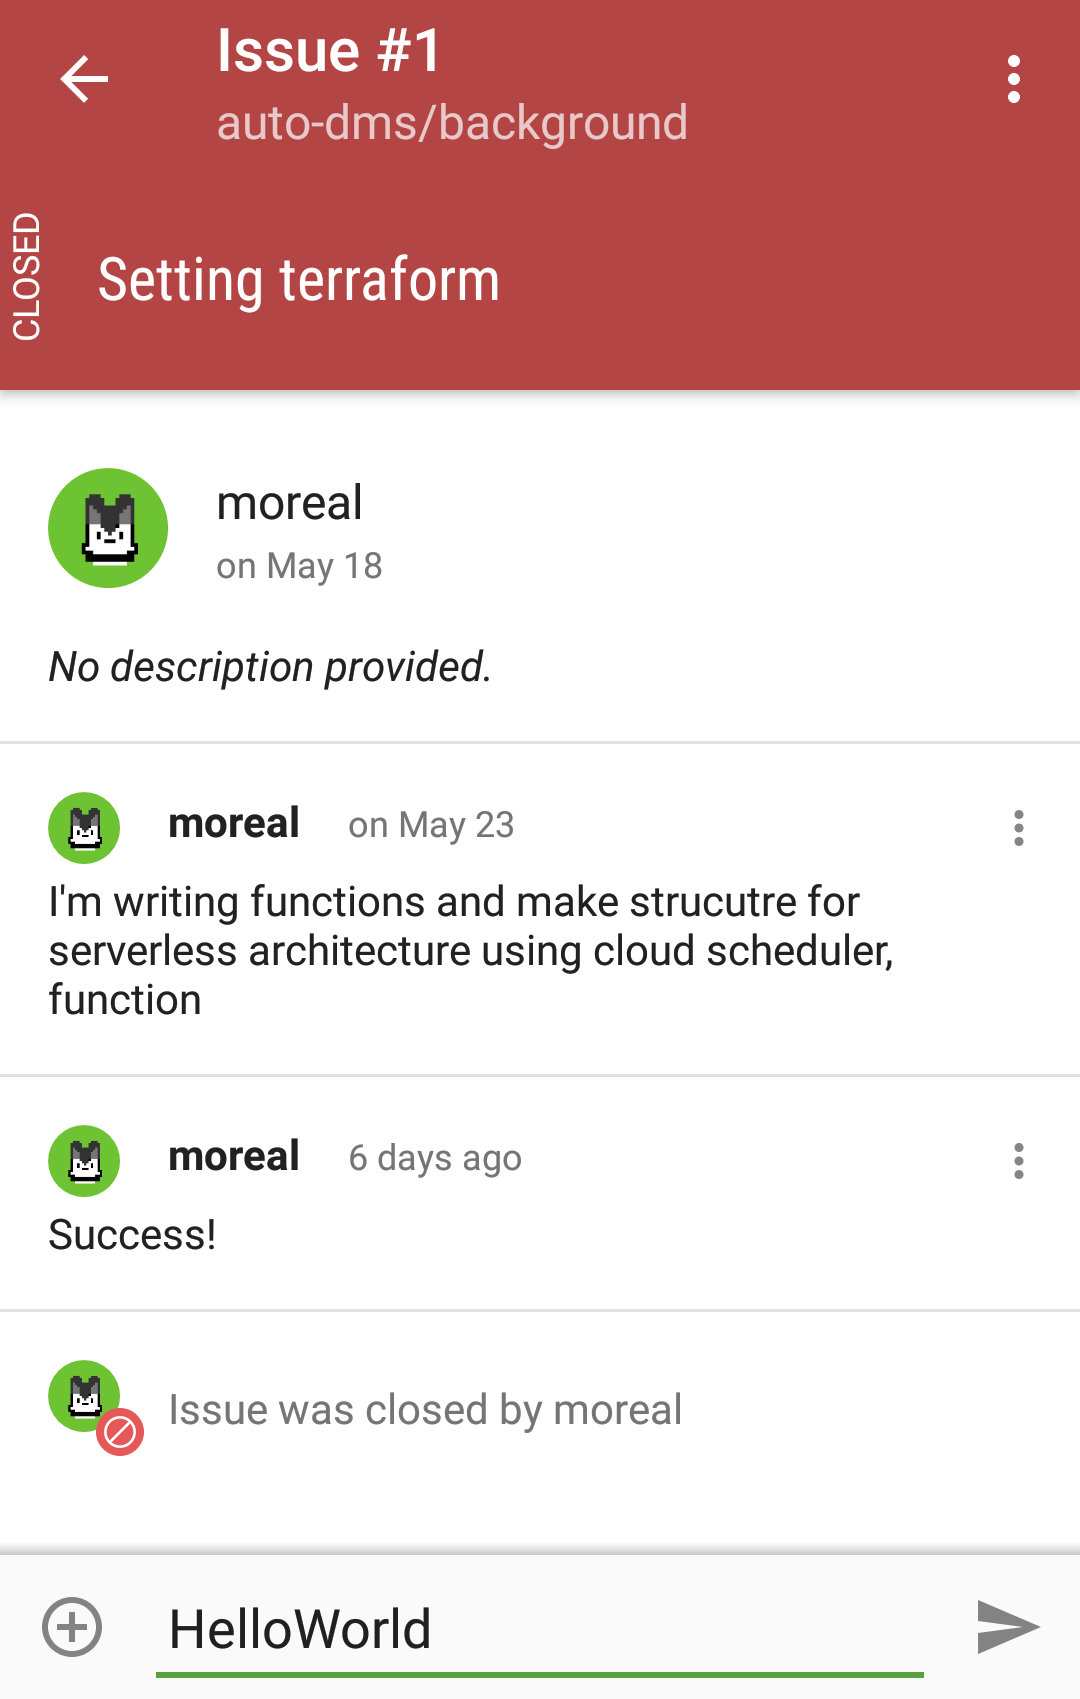 Issue #1
auto-dms/background
CLOSED
Setting terraform
moreal
on May 18
No description provided.
moreal on May 23
I'm writing functions and make strucutre for
serverless architecture using cloud scheduler,
function
moreal 6 days ago
Success!
Issue was closed by moreal
HelloWorld